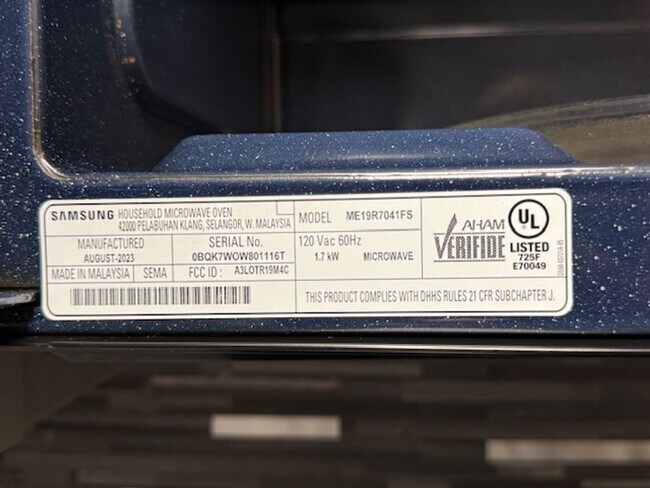 SAMSUNG HOUSEHOLD MICROWAVE OVEN
42000 PELABUHAN KLANG, SELANGOR, W. MALAYSIA
MODEL ME19R7041FS
MANUFACTURED
AUGUST-2023
SERIAL No.
0BQK7WOW801116T
120 Vac 60Hz
1.7 kW MICROWAVE
MADE IN MALAYSIA SEMA FCC ID : A3LOTR19M4C
THIS PRODUCT COMPLIES WITH DHHS RULES 21 CFR SUBCHAPTER J.
AHAM
VERIFIDE
UL
LISTED
725F
E70049